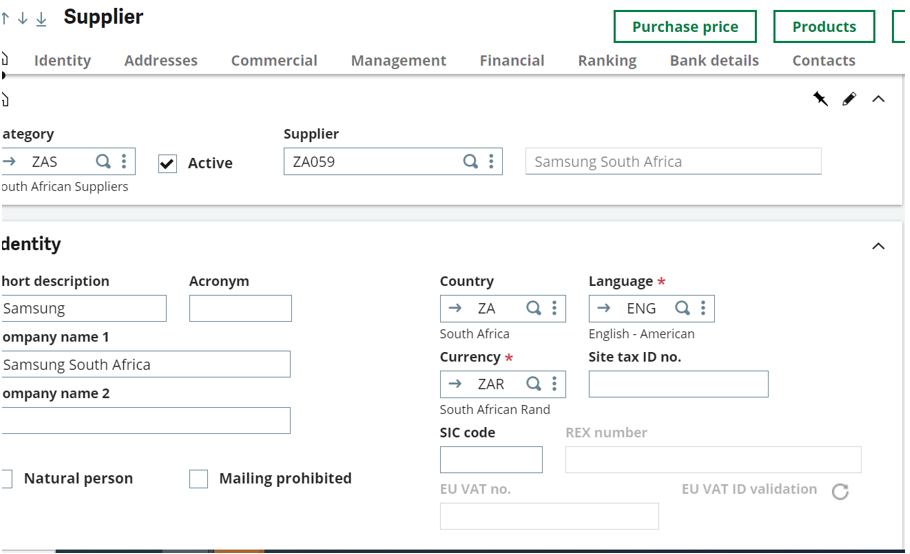 Supplier
Purchase price
Products
Identity Addresses Commercial Management Financial Ranking Bank details Contacts
ategory
Supplier
ZAS
Active
ZA059
Samsung South Africa
outh African Suppliers
dentity
hort description
Acronym
Country
Language *
Samsung
ZA
ENG
South Africa
English - American
ompany name 1
Currency *
Site tax ID no.
Samsung South Africa
ZAR
ompany name 2
South African Rand
SIC code
REX number
Natural person
Mailing prohibited
EU VAT no.
EU VAT ID validation